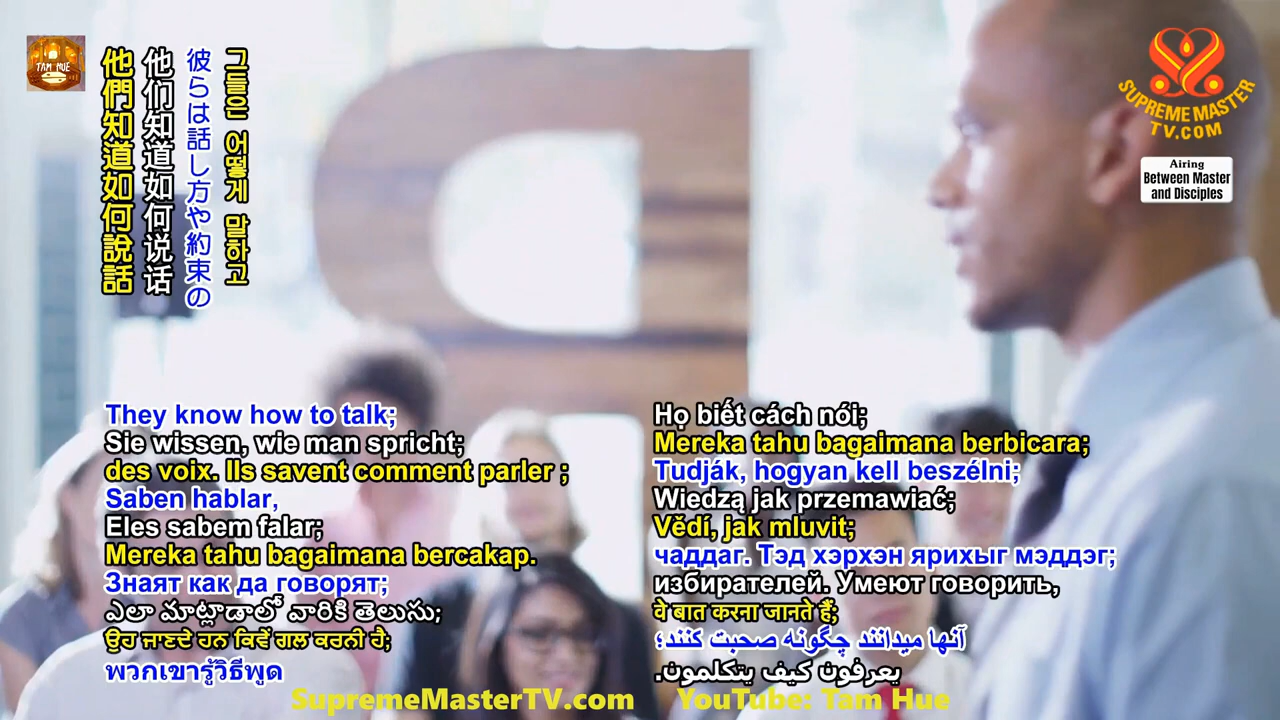 TAM HUE
他們知道如何說話
他们知道如何说话
彼らは話し方や約束の
그들은 어떻게 말하고
SUPREME MASTER
TV.COM
Airing
Between Master
and Disciples
They know how to talk;
Sie wissen, wie man spricht;
des voix. Ils savent comment parler ;
Saben hablar,
Eles sabem falar;
Mereka tahu bagaimana bercakap.
Знаят как да говорят;
ఎలా మాట్లాడాలో వారికి తెలుసు;
ਉਹ ਜਾਣਦੇ ਹਨ ਕਿਵੇਂ ਗਲ ਕਰਨੀ ਹੈ;
พวกเขารู้วิธีพูด
Họ biết cách nói;
Mereka tahu bagaimana berbicara;
Tudják, hogyan kell beszélni;
Wiedzą jak przemawiać;
Vědí, jak mluvit;
чаддаг. Тэд хэрхэн ярихыг мэддэг;
избирателей. Умеют говорить,
वे बात करना जानते हैं;
آنها میدانند چگونه صحبت کنند؛
يعرفون كيف يتكلمون.
SupremeMasterTV.com
YouTube: Tam Hue